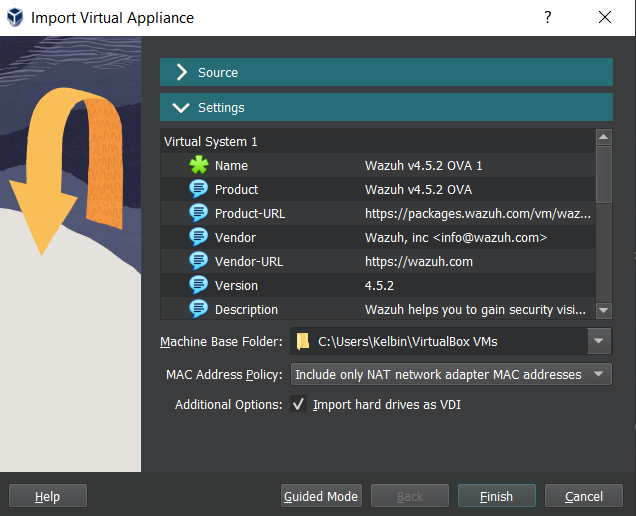 Import Virtual Appliance
?
Source
Settings
Virtual System 1
Name Wazuh v4.5.2 OVA 1
Product Wazuh v4.5.2 OVA
Product-URL https://packages.wazuh.com/vm/waz...
Vendor Wazuh, inc <info@wazuh.com>
Vendor-URL https://wazuh.com
Version 4.5.2
Description Wazuh helps you to gain security visi...
Machine Base Folder: C:\Users\Kelbin\VirtualBox VMs
MAC Address Policy: Include only NAT network adapter MAC addresses
Additional Options: Import hard drives as VDI
Help Guided Mode Back Finish Cancel